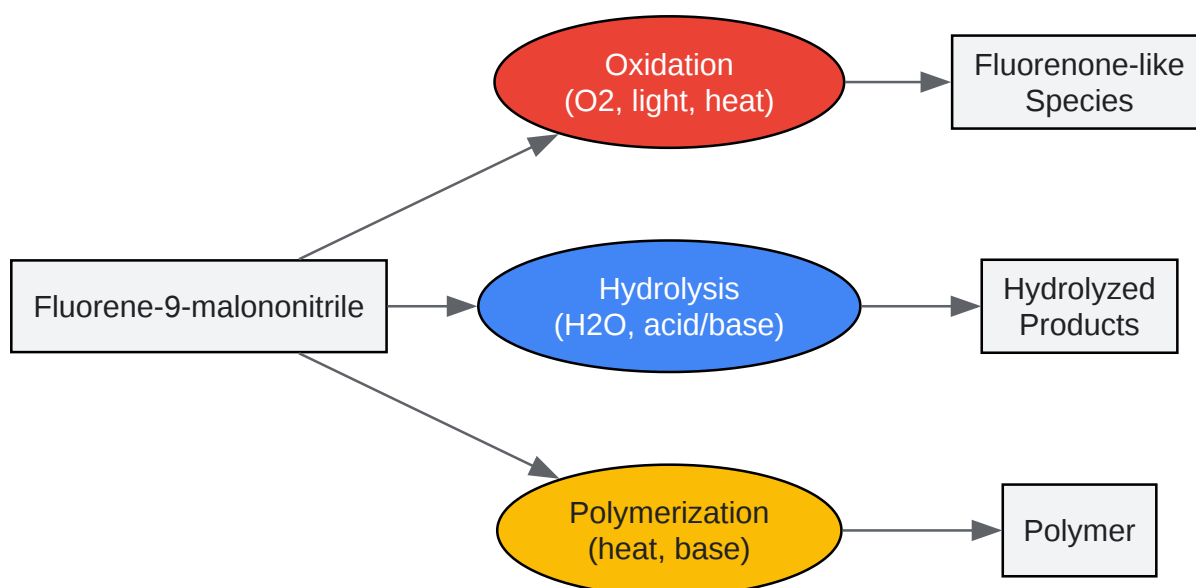 Oxidation
(O2, light, heat)
Fluorenone-like
Species
Fluorene-9-malononitrile
Hydrolysis
(H2O, acid/base)
Hydrolyzed
Products
Polymerization
(heat, base)
Polymer